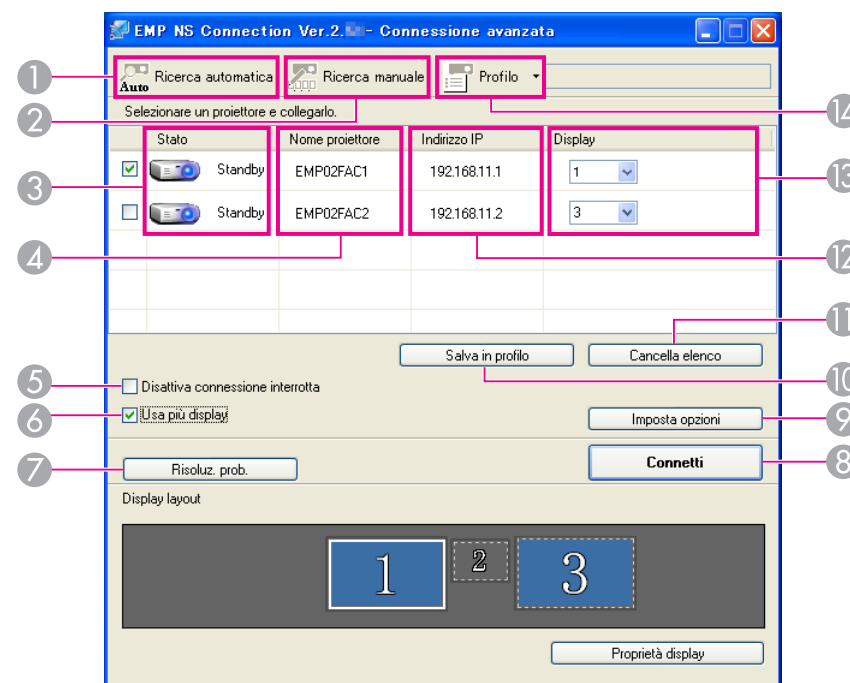 EMP NS Connection Ver.2. - Connessione avanzata
1 Auto Ricerca automatica Ricerca manuale Profilo
2 Selezionare un proiettore e collegarlo. 14
Stato Nome proiettore Indirizzo IP Display
Standby EMP02FAC1 192.168.11.1 1 13
3
Standby EMP02FAC2 192.168.11.2 3
4 12
11
Salva in profilo Cancella elenco
5 Disattiva connessione interrotta 10
6 Usa più display Imposta opzioni 9
7 Risoluz. prob. Connetti 8
Display layout
1 2 3
Proprietà display